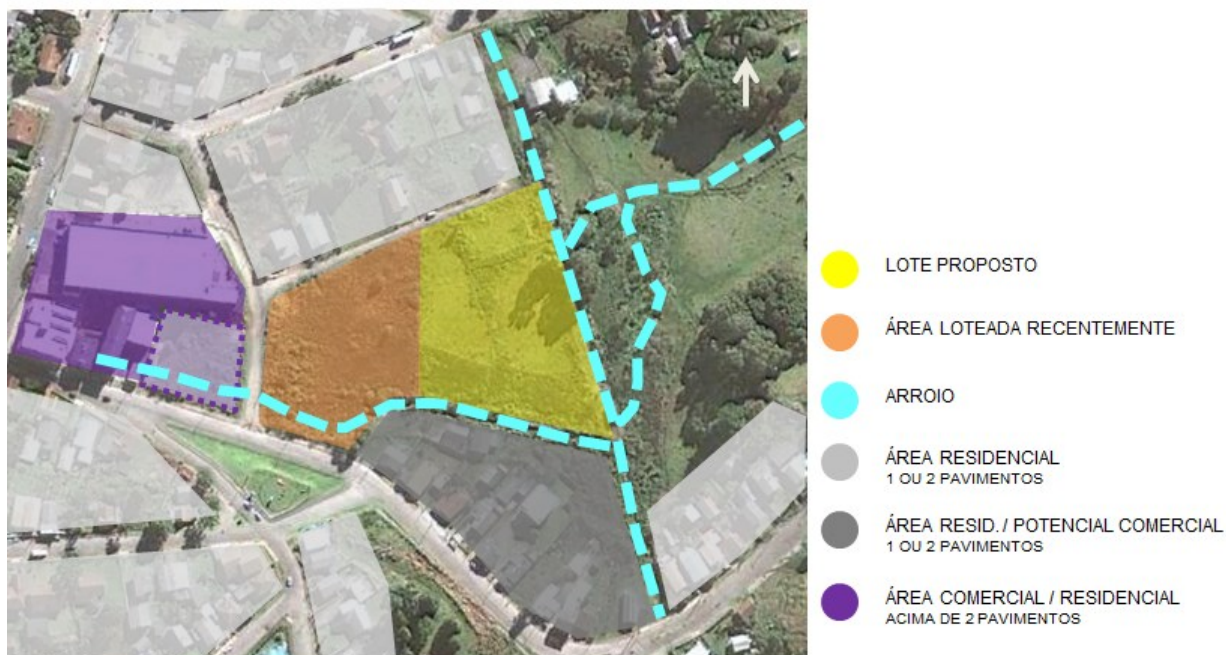 LOTE PROPOSTO
ÁREA LOTEADA RECENTEMENTE
ARROIO
ÁREA RESIDENCIAL
1 OU 2 PAVIMENTOS
ÁREA RESID. / POTENCIAL COMERCIAL
1 OU 2 PAVIMENTOS
ÁREA COMERCIAL / RESIDENCIAL
ACIMA DE 2 PAVIMENTOS